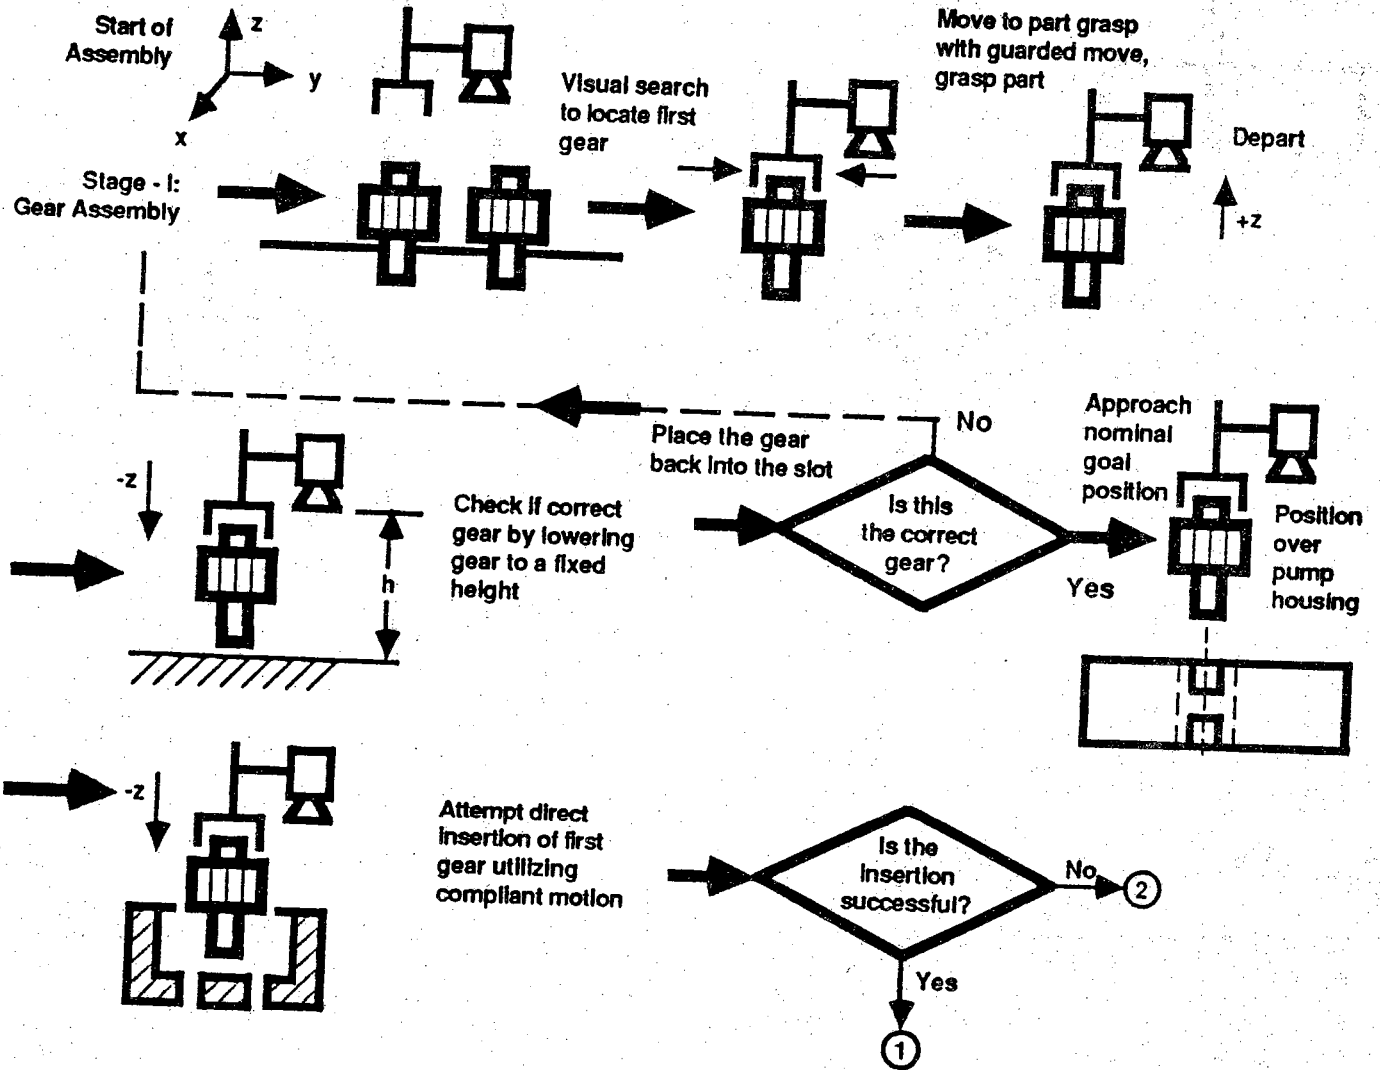 Start of
Assembly
z
y
x
Visual search
to locate first
gear
Move to part grasp
with guarded move,
grasp part
Depart
+z
Stage - I:
Gear Assembly
No
Place the gear
back into the slot
-z
Check if correct
gear by lowering
gear to a fixed
height
h
Is this
the correct
gear?
Yes
Approach
nominal
goal
position
Position
over
pump
housing
-z
Attempt direct
insertion of first
gear utilizing
compliant motion
Is the
insertion
successful?
No
2
Yes
1